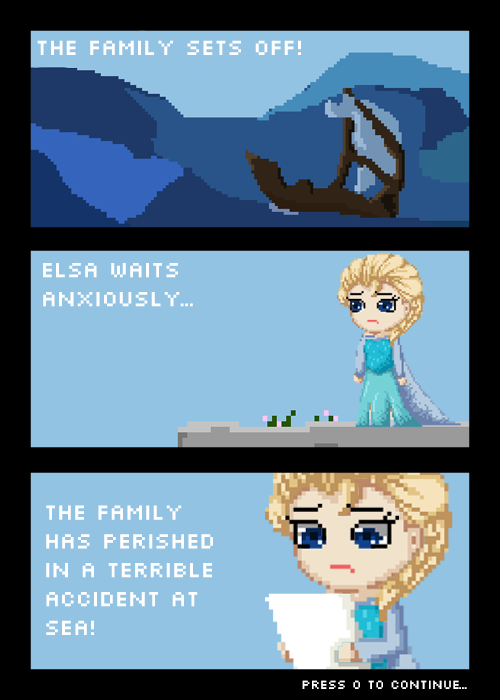 THE FAMILY SETS OFF!
ELSA WAITS
ANXIOUSLY...
THE FAMILY
HAS PERISHED
IN A TERRIBLE
ACCIDENT AT
SEA!
PRESS O TO CONTINUE...